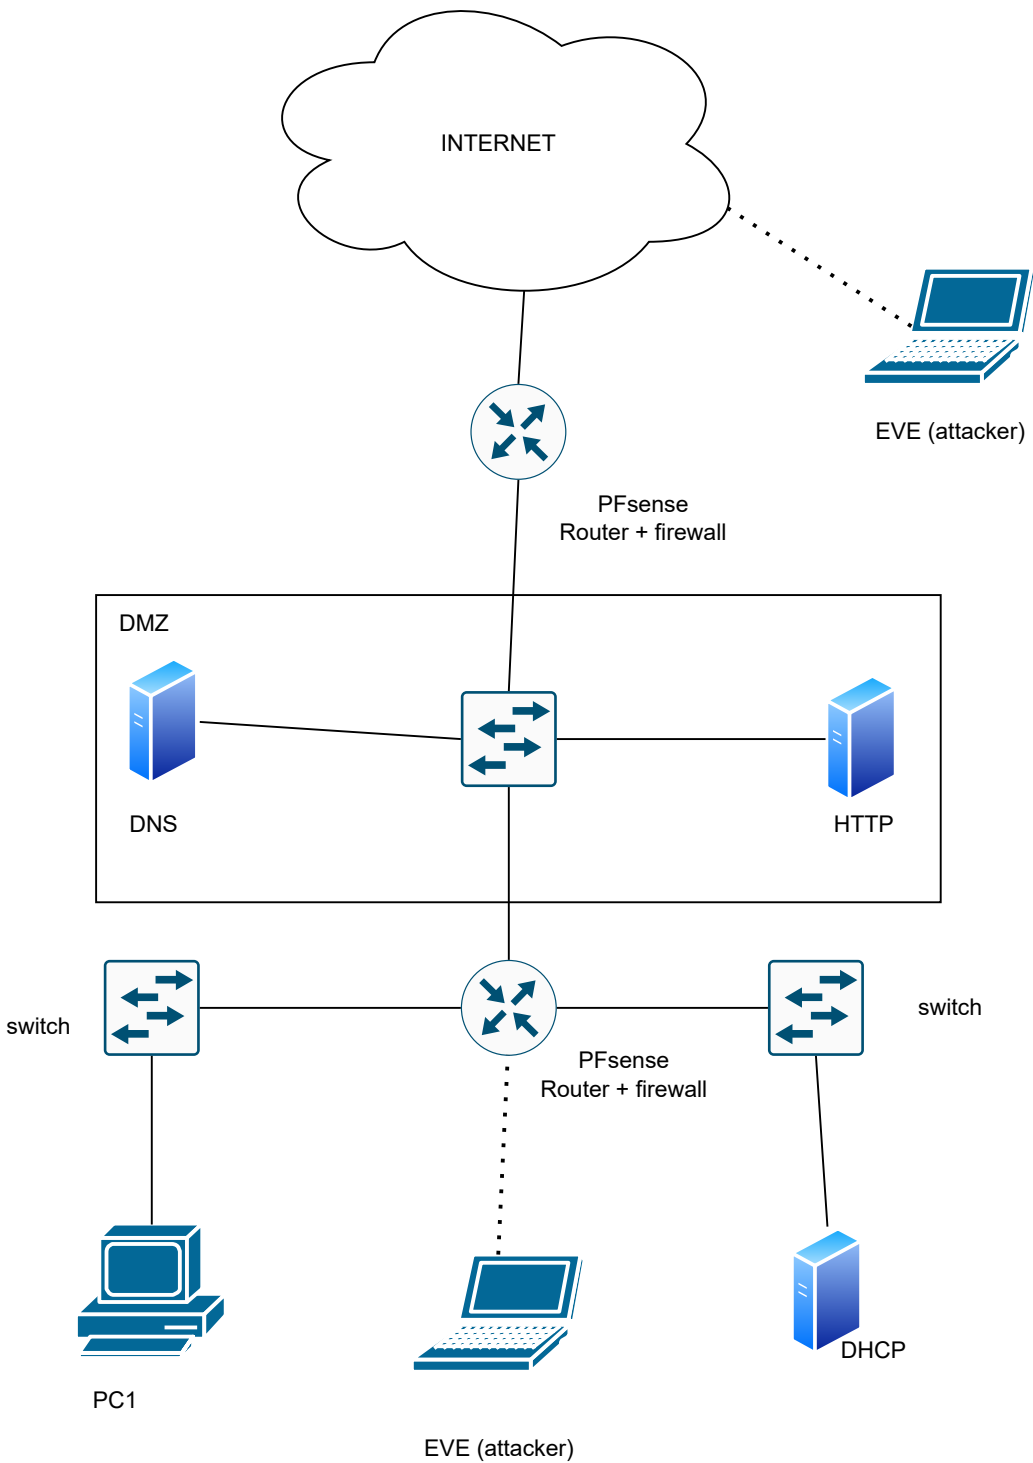 INTERNET
EVE (attacker)
PFsense
Router + firewall
DMZ
DNS
HTTP
switch
switch
PFsense
Router + firewall
DHCP
PC1
EVE (attacker)